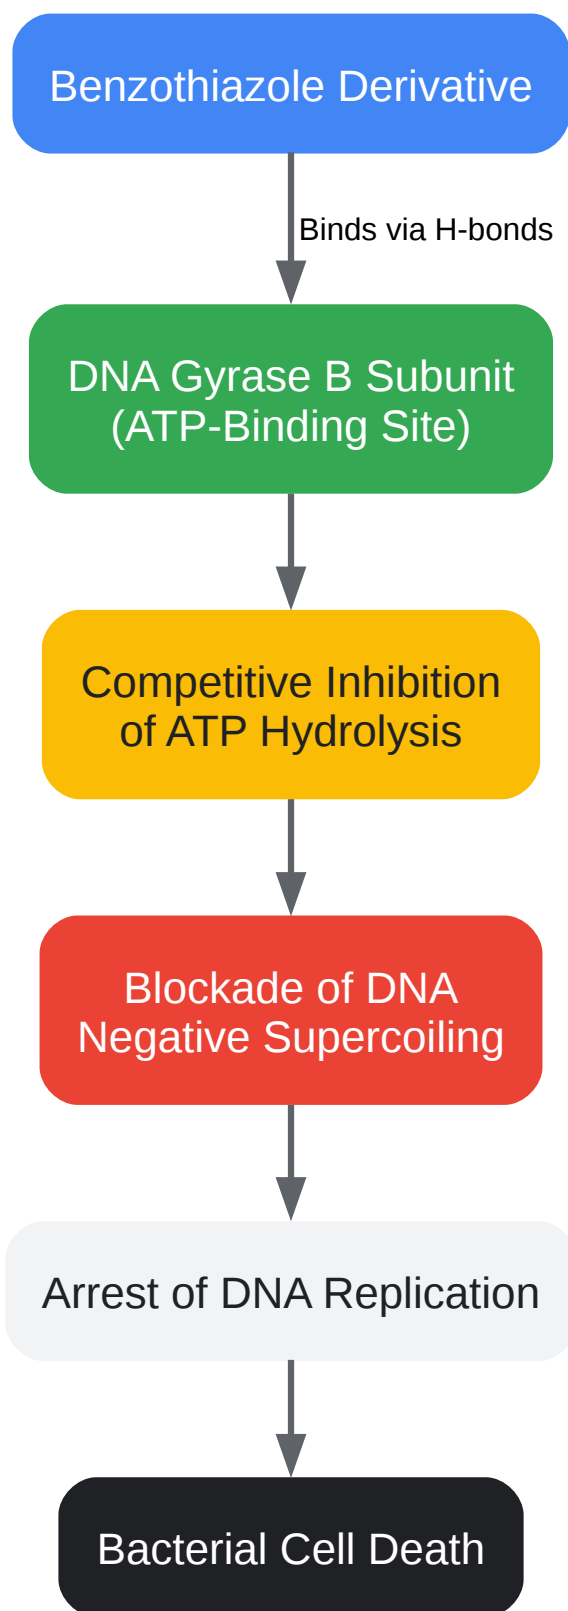 Benzothiazole Derivative
Binds via H-bonds
DNA Gyrase B Subunit
(ATP-Binding Site)
Competitive Inhibition
of ATP Hydrolysis
Blockade of DNA
Negative Supercoiling
Arrest of DNA Replication
Bacterial Cell Death